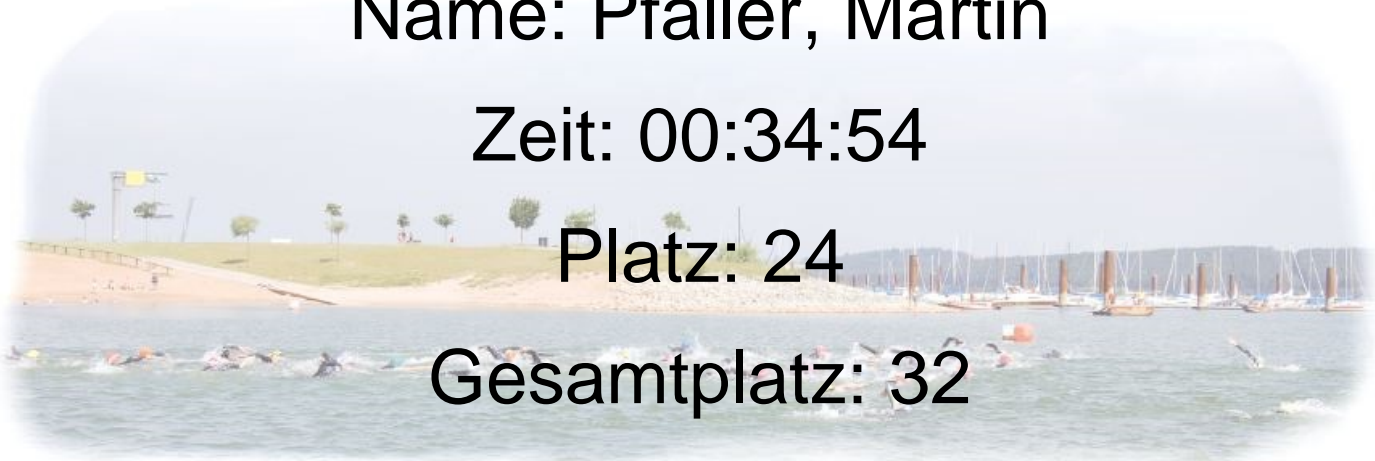 Name: Pfaller, Martin
Zeit: 00:34:54
Platz: 24
Gesamtplatz: 32